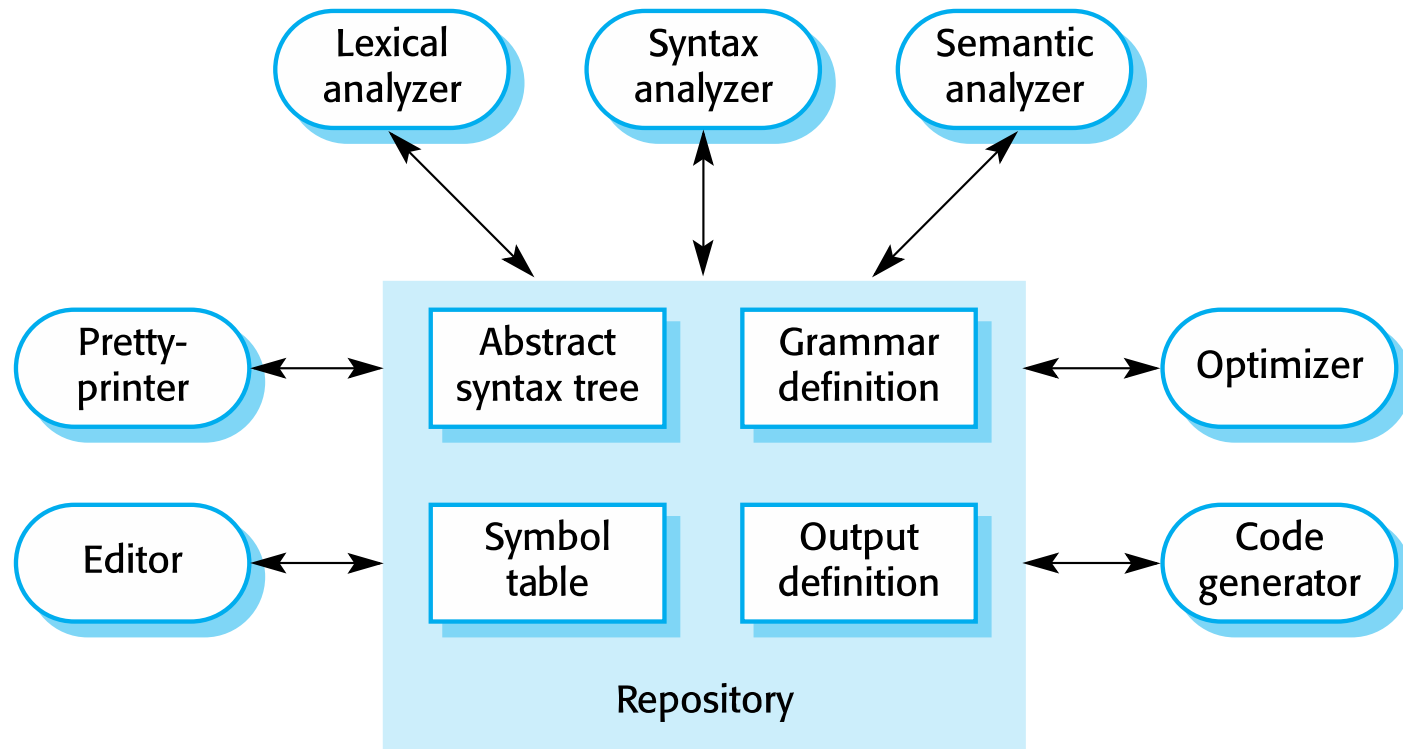 Lexical
analyzer
Syntax
analyzer
Semantic
analyzer
Pretty-
printer
Abstract
syntax tree
Grammar
definition
Optimizer
Editor
Symbol
table
Output
definition
Code
generator
Repository